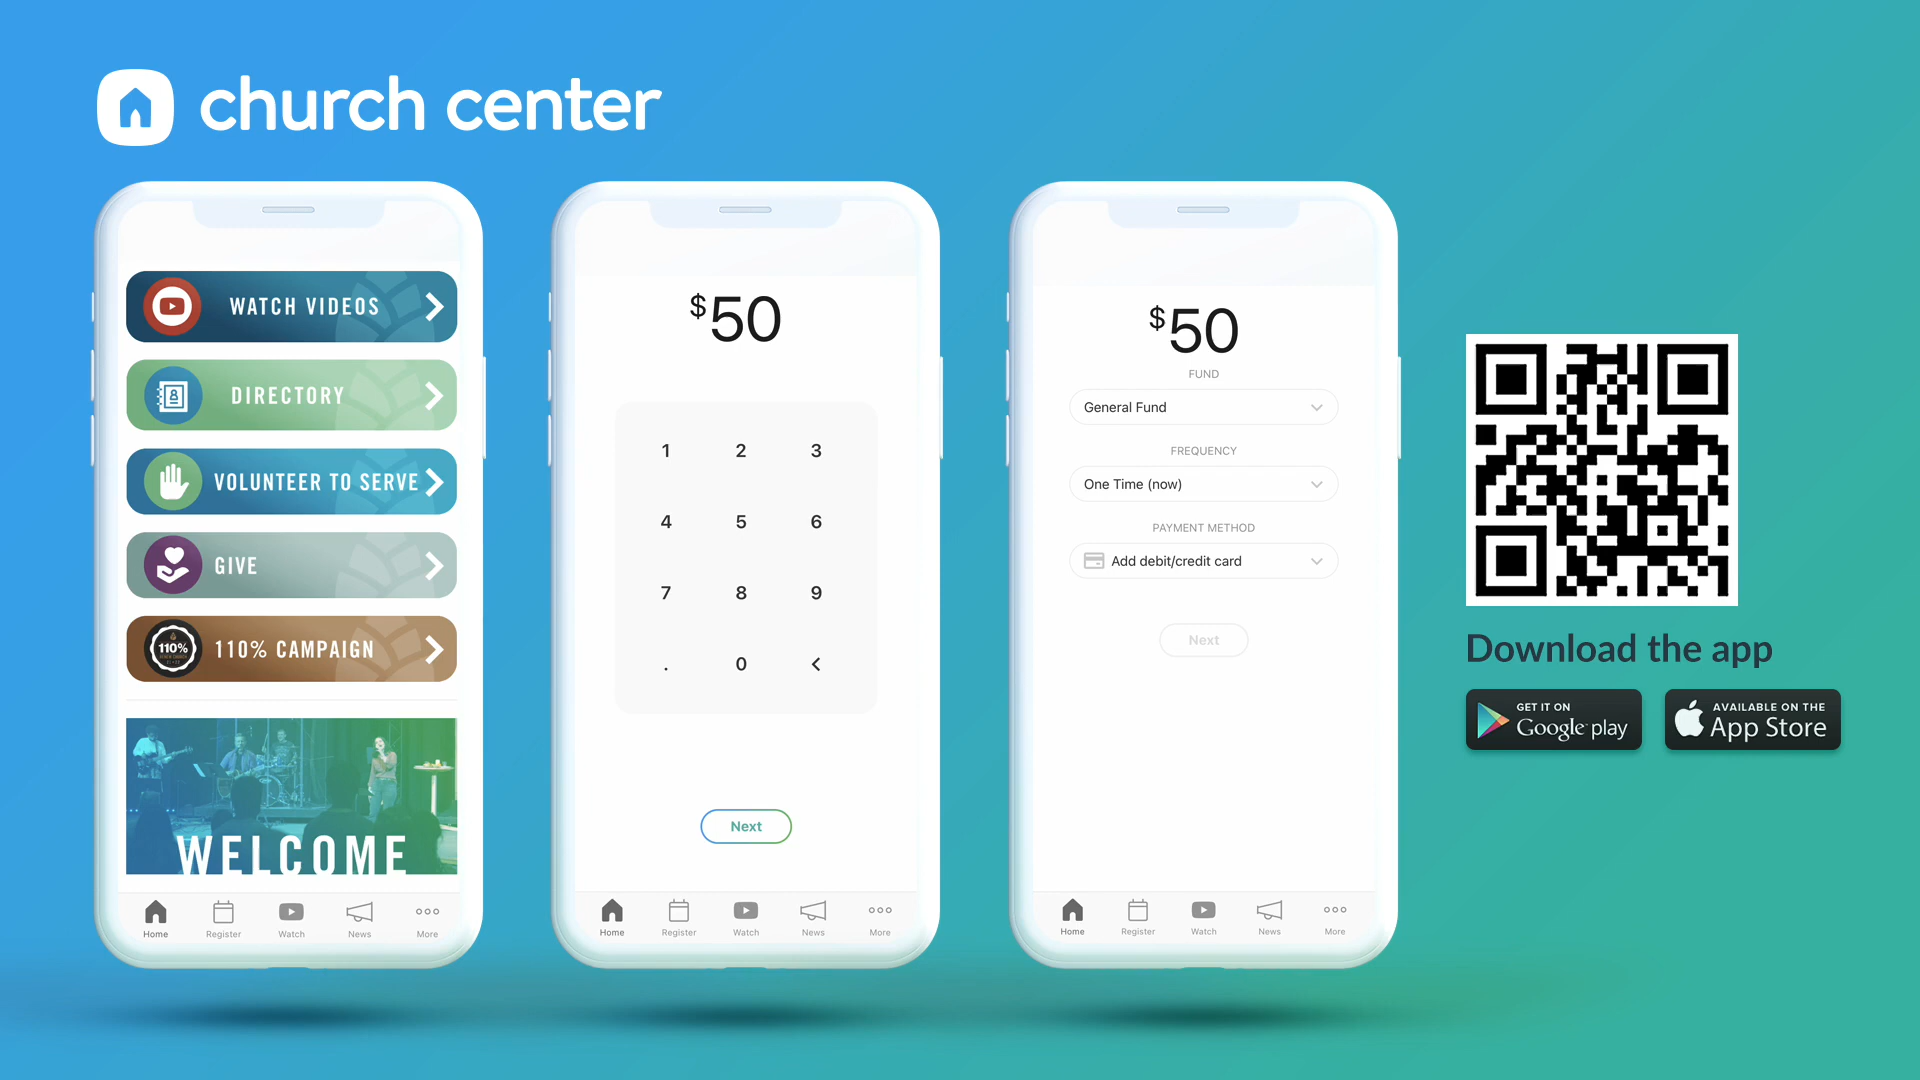 church center
WATCH VIDEOS
DIRECTORY
VOLUNTEER TO SERVE
GIVE
110%
110% CAMPAIGN
WELCOME
Home
Register
Watch
News
More
$50
1 2 3
4 5 6
7 8 9
. 0 <
Next
Home
Register
Watch
News
More
$50
FUND
General Fund
FREQUENCY
One Time (now)
PAYMENT METHOD
Add debit/credit card
Next
Home
Register
Watch
News
More
Download the app
GET IT ON
Google play
AVAILABLE ON THE
App Store